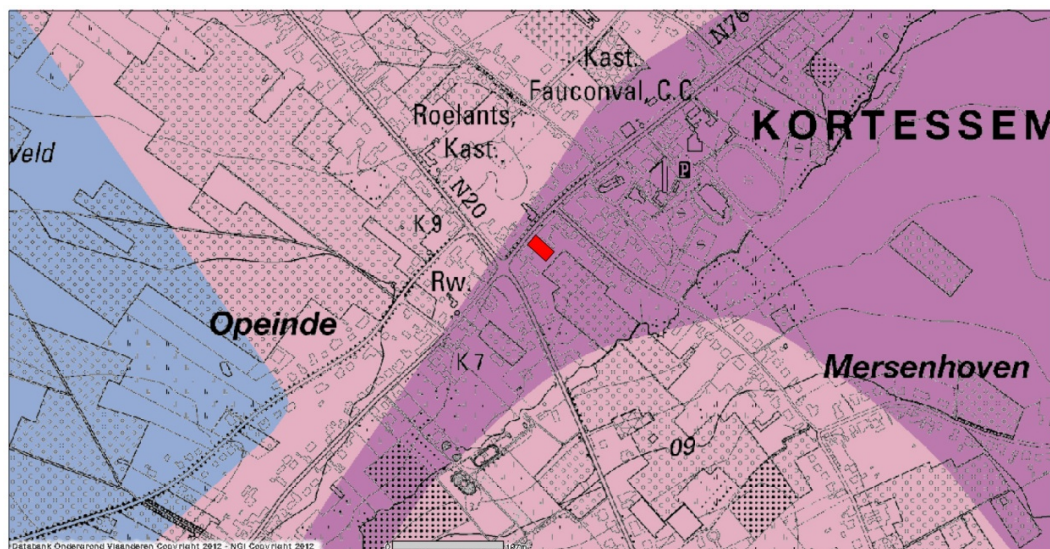 N76
Kast.
Fauconval, C.C.
KORTESSEM
Roelants,
Kast.
veld
P
N20
K 9
Rw.
Opeinde
K 7
Mersenhoven
09
Databank Ondergrond Vlaanderen Copyright 2012 - NGI Copyright 2012